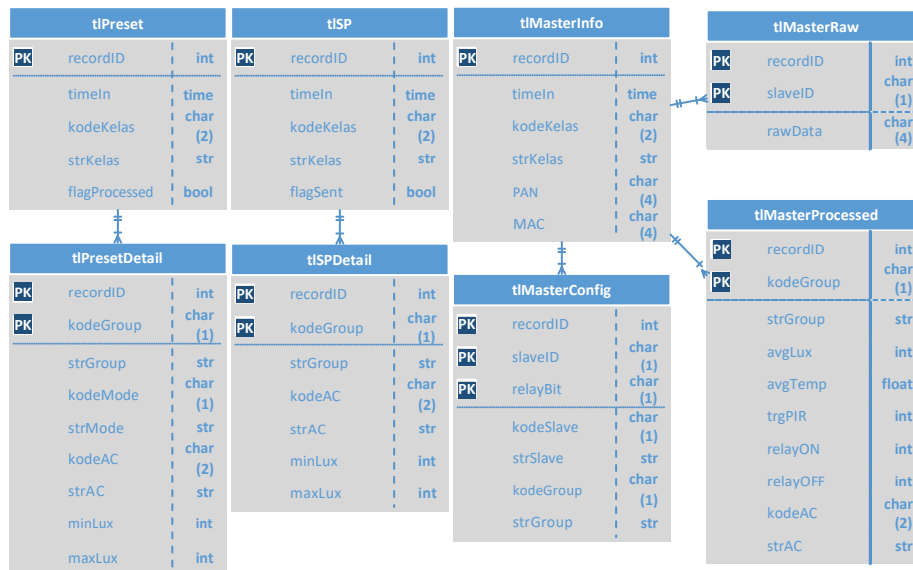 tlPreset
PK recordID int
timeIn time
kodeKelas char
(2)
strKelas str
flagProcessed bool
tlSP
PK recordID int
timeIn time
kodeKelas char
(2)
strKelas str
flagSent bool
tlMasterInfo
PK recordID int
timeIn time
kodeKelas char
(2)
strKelas str
PAN char
(4)
MAC char
(4)
tlMasterRaw
PK recordID int
PK slaveID char
(1)
rawData char
(4)
tlPresetDetail
PK recordID int
PK kodeGroup char
(1)
strGroup str
kodeMode char
(1)
strMode str
kodeAC char
(2)
strAC str
minLux int
maxLux int
tlSPDetail
PK recordID int
PK kodeGroup char
(1)
strGroup str
kodeAC char
(2)
strAC str
minLux int
maxLux int
tlMasterConfig
PK recordID int
PK slaveID char
(1)
PK relayBit char
(1)
kodeSlave char
(1)
strSlave str
kodeGroup char
(1)
strGroup str
tlMasterProcessed
PK recordID int
PK kodeGroup char
(1)
strGroup str
avgLux int
avgTemp float
trgPIR int
relayON int
relayOFF int
kodeAC char
(2)
strAC str